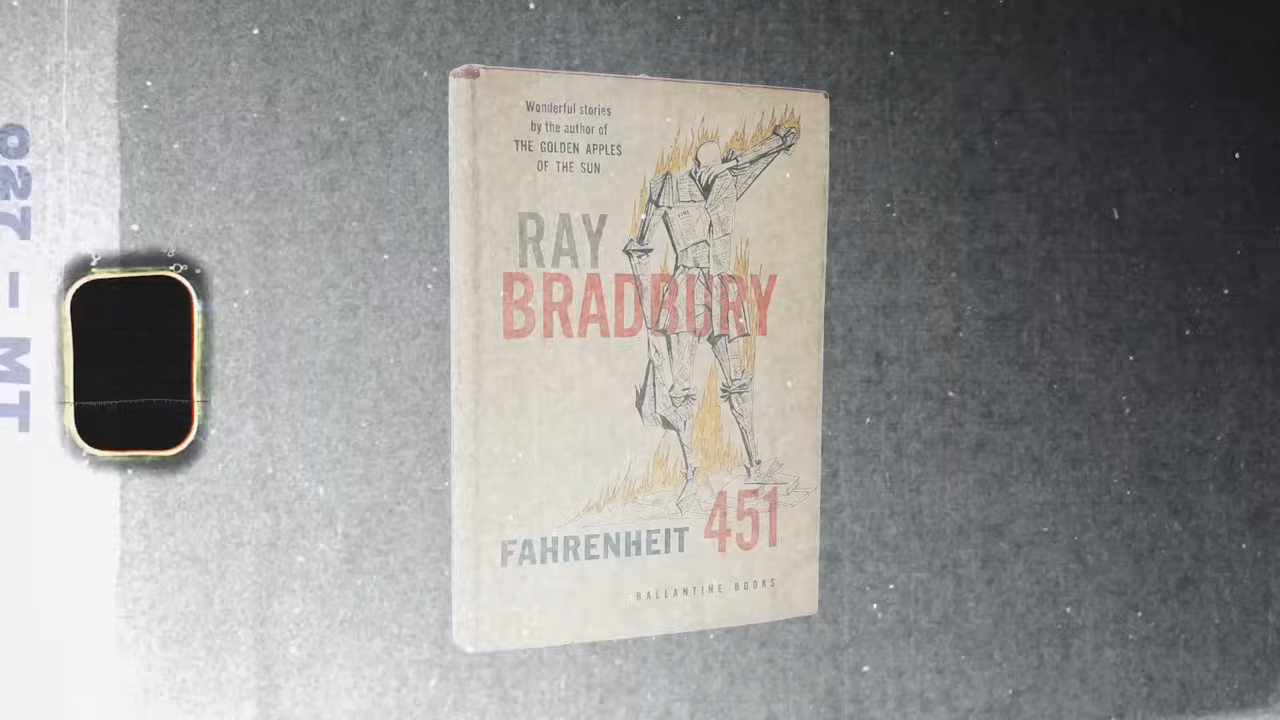 Wonderful stories
by the author of
THE GOLDEN APPLES
OF THE SUN
RAY
BRADBURY
FAHRENHEIT 451
BALLANTINE BOOKS